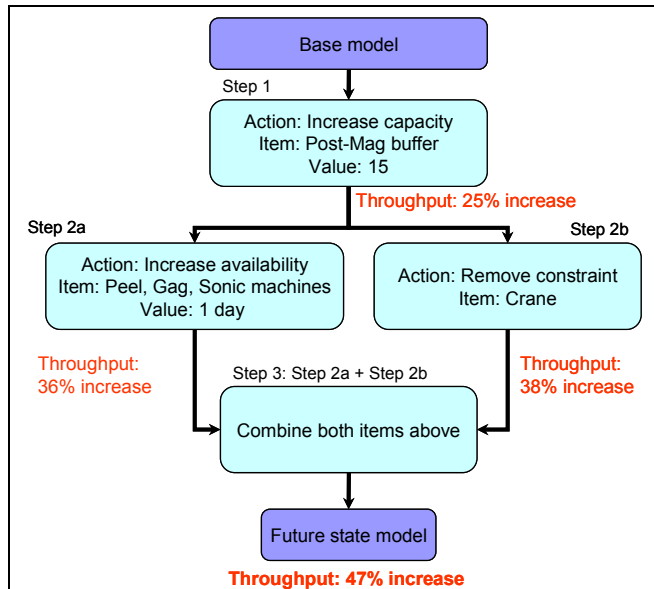 Base model
Step 1
Action: Increase capacity
Item: Post-Mag buffer
Value: 15
Throughput: 25% increase
Step 2a
Step 2b
Action: Increase availability
Item: Peel, Gag, Sonic machines
Value: 1 day
Action: Remove constraint
Item: Crane
Throughput:
36% increase
Throughput:
38% increase
Step 3: Step 2a + Step 2b
Combine both items above
Future state model
Throughput: 47% increase